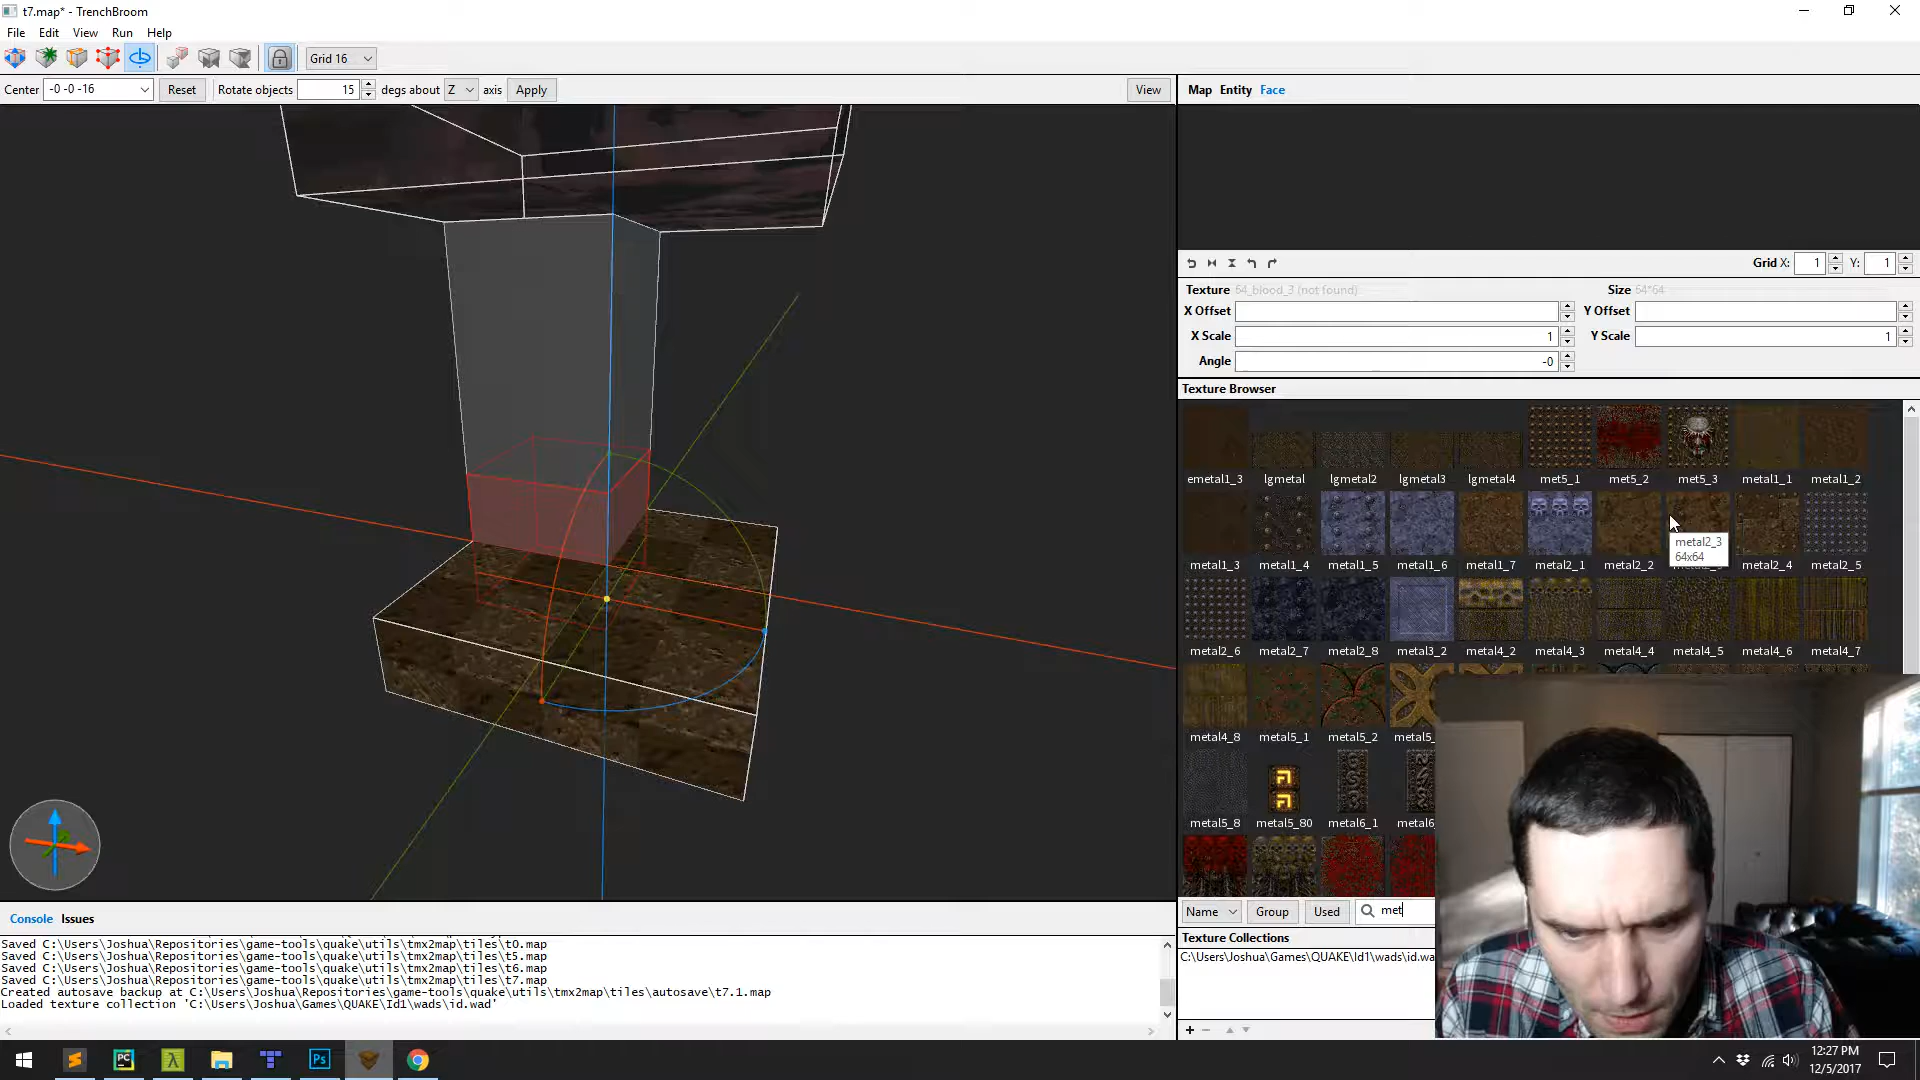 t7.map* - TrenchBroom
File Edit View Run Help
Grid 16
Center -0 -0 -16 Reset Rotate objects 15 degs about Z axis Apply View
Map Entity Face
Grid X: 1 Y: 1
Texture 54_blood_3 (not found) Size 64*64
X Offset Y Offset
X Scale 1 Y Scale 1
Angle -0
Texture Browser
emetal1_3 lgmetal lgmetal2 lgmetal3 lgmetal4 met5_1 met5_2 met5_3 metal1_1 metal1_2
metal2_3
64x64
metal1_3 metal1_4 metal1_5 metal1_6 metal1_7 metal2_1 metal2_2 metal2_4 metal2_5
metal2_6 metal2_7 metal2_8 metal3_2 metal4_2 metal4_3 metal4_4 metal4_5 metal4_6 metal4_7
metal4_8 metal5_1 metal5_2 metal5_
metal5_8 metal5_80 metal6_1 metal6_
Name Group Used met
Texture Collections
C:\Users\Joshua\Games\QUAKE\Id1\wads\id.wa
Console Issues
Saved C:\Users\Joshua\Repositories\game-tools\quake\utils\tmx2map\tiles\t0.map
Saved C:\Users\Joshua\Repositories\game-tools\quake\utils\tmx2map\tiles\t5.map
Saved C:\Users\Joshua\Repositories\game-tools\quake\utils\tmx2map\tiles\t6.map
Saved C:\Users\Joshua\Repositories\game-tools\quake\utils\tmx2map\tiles\t7.map
Created autosave backup at C:\Users\Joshua\Repositories\game-tools\quake\utils\tmx2map\tiles\autosave\t7.1.map
Loaded texture collection 'C:\Users\Joshua\Games\QUAKE\Id1\wads\id.wad'
PC
Ps
12:27 PM
12/5/2017